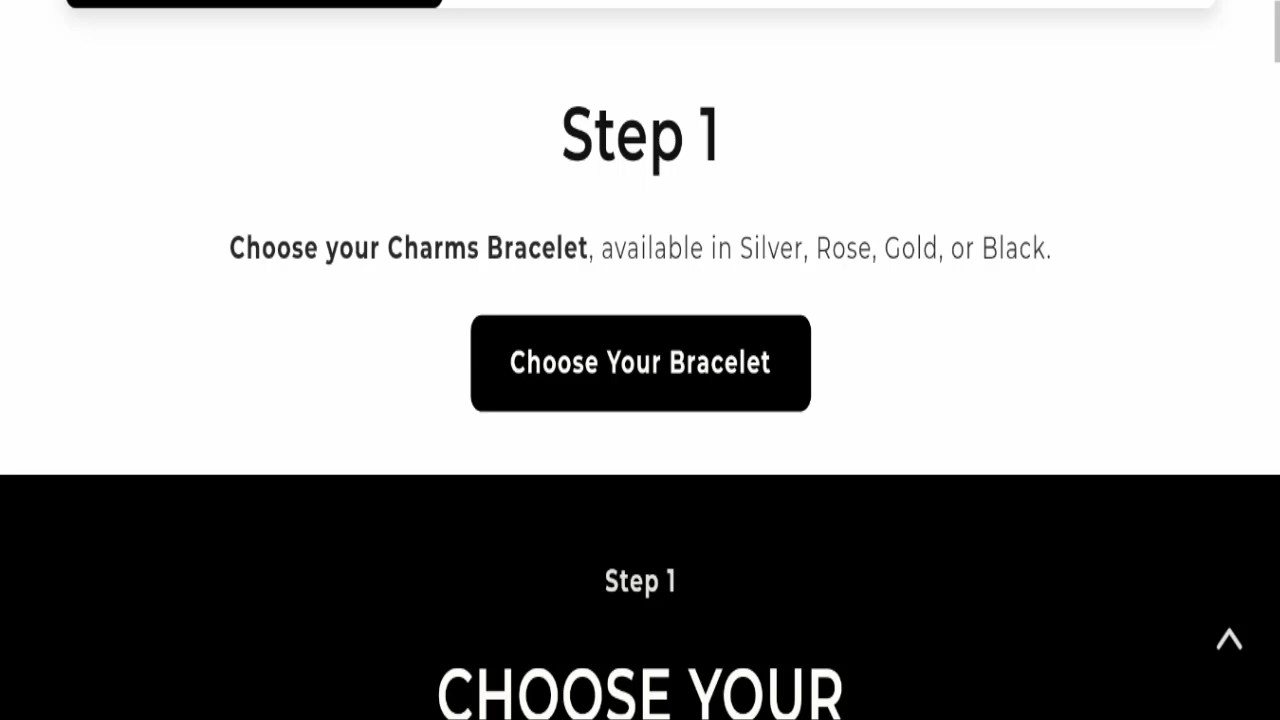 Step 1
Choose your Charms Bracelet, available in Silver, Rose, Gold, or Black.
Choose Your Bracelet
Step 1
CHOOSE YOUR